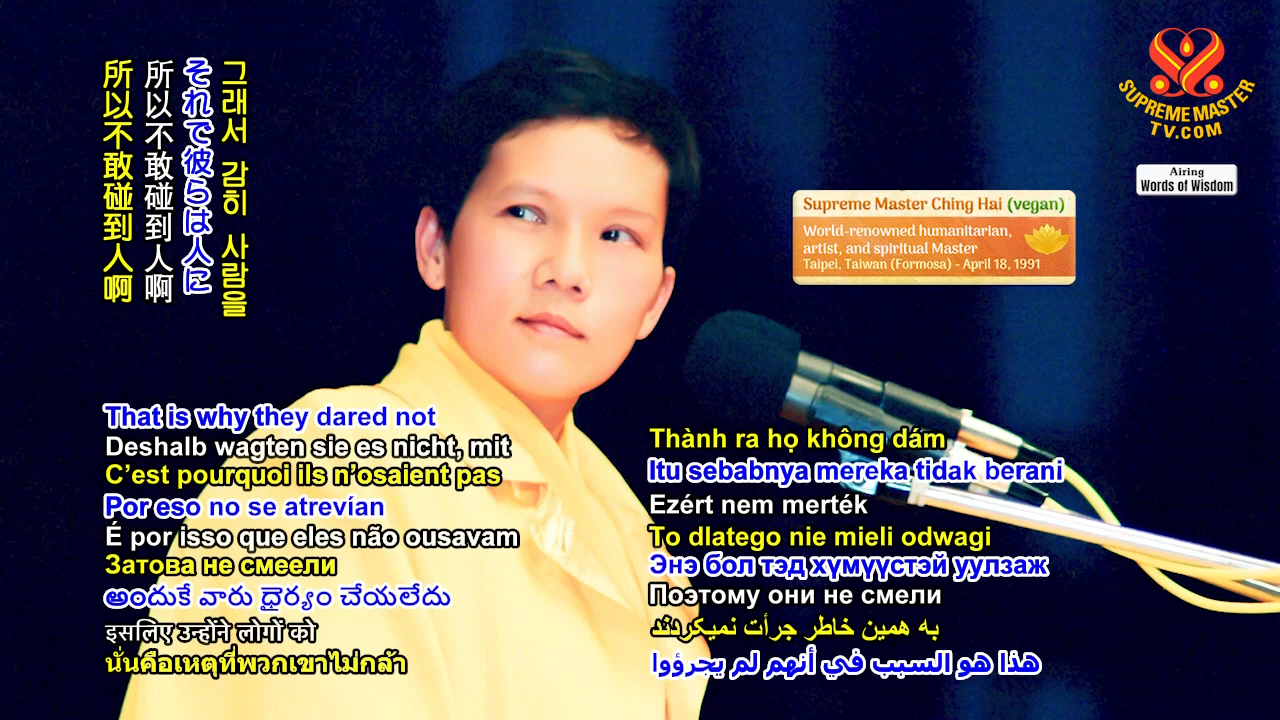 그래서 감히 사람을
それで彼らは人に
所以不敢碰到人啊
所以不敢碰到人啊
SUPREME MASTER
TV.COM
Airing
Words of Wisdom
Supreme Master Ching Hai (vegan)
World-renowned humanitarian,
artist, and spiritual Master
Taipei, Taiwan (Formosa) - April 18, 1991
That is why they dared not
Deshalb wagten sie es nicht, mit
C’est pourquoi ils n’osaient pas
Por eso no se atrevían
É por isso que eles não ousavam
Затова не смеели
అందుకే వారు ధైర్యం చేయలేదు
इसलिए उन्होंने लोगों को
นั่นคือเหตุที่พวกเขาไม่กล้า
Thành ra họ không dám
Itu sebabnya mereka tidak berani
Ezért nem merték
To dlatego nie mieli odwagi
Энэ бол тэд хүмүүстэй уулзаж
Поэтому они не смели
به همین خاطر جرأت نمیکردند
هذا هو السبب في أنهم لم يجرؤوا